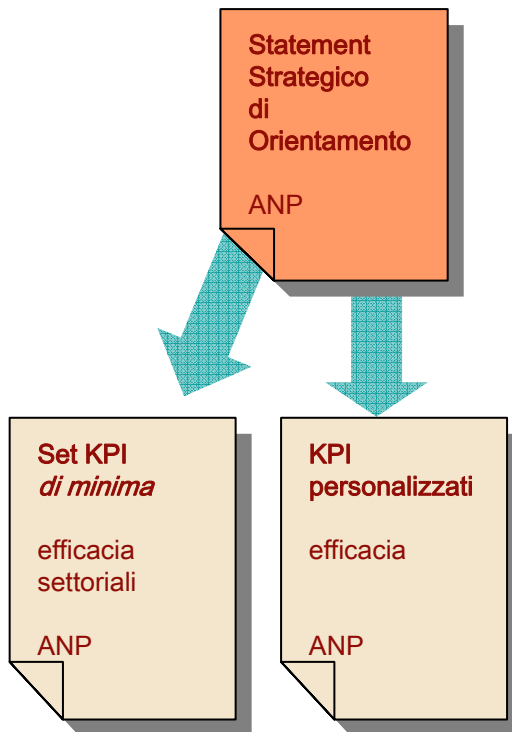 Statement
Strategico
di
Orientamento
ANP
Set KPI
di minima
efficacia
settoriali
ANP
KPI
personalizzati
efficacia
ANP